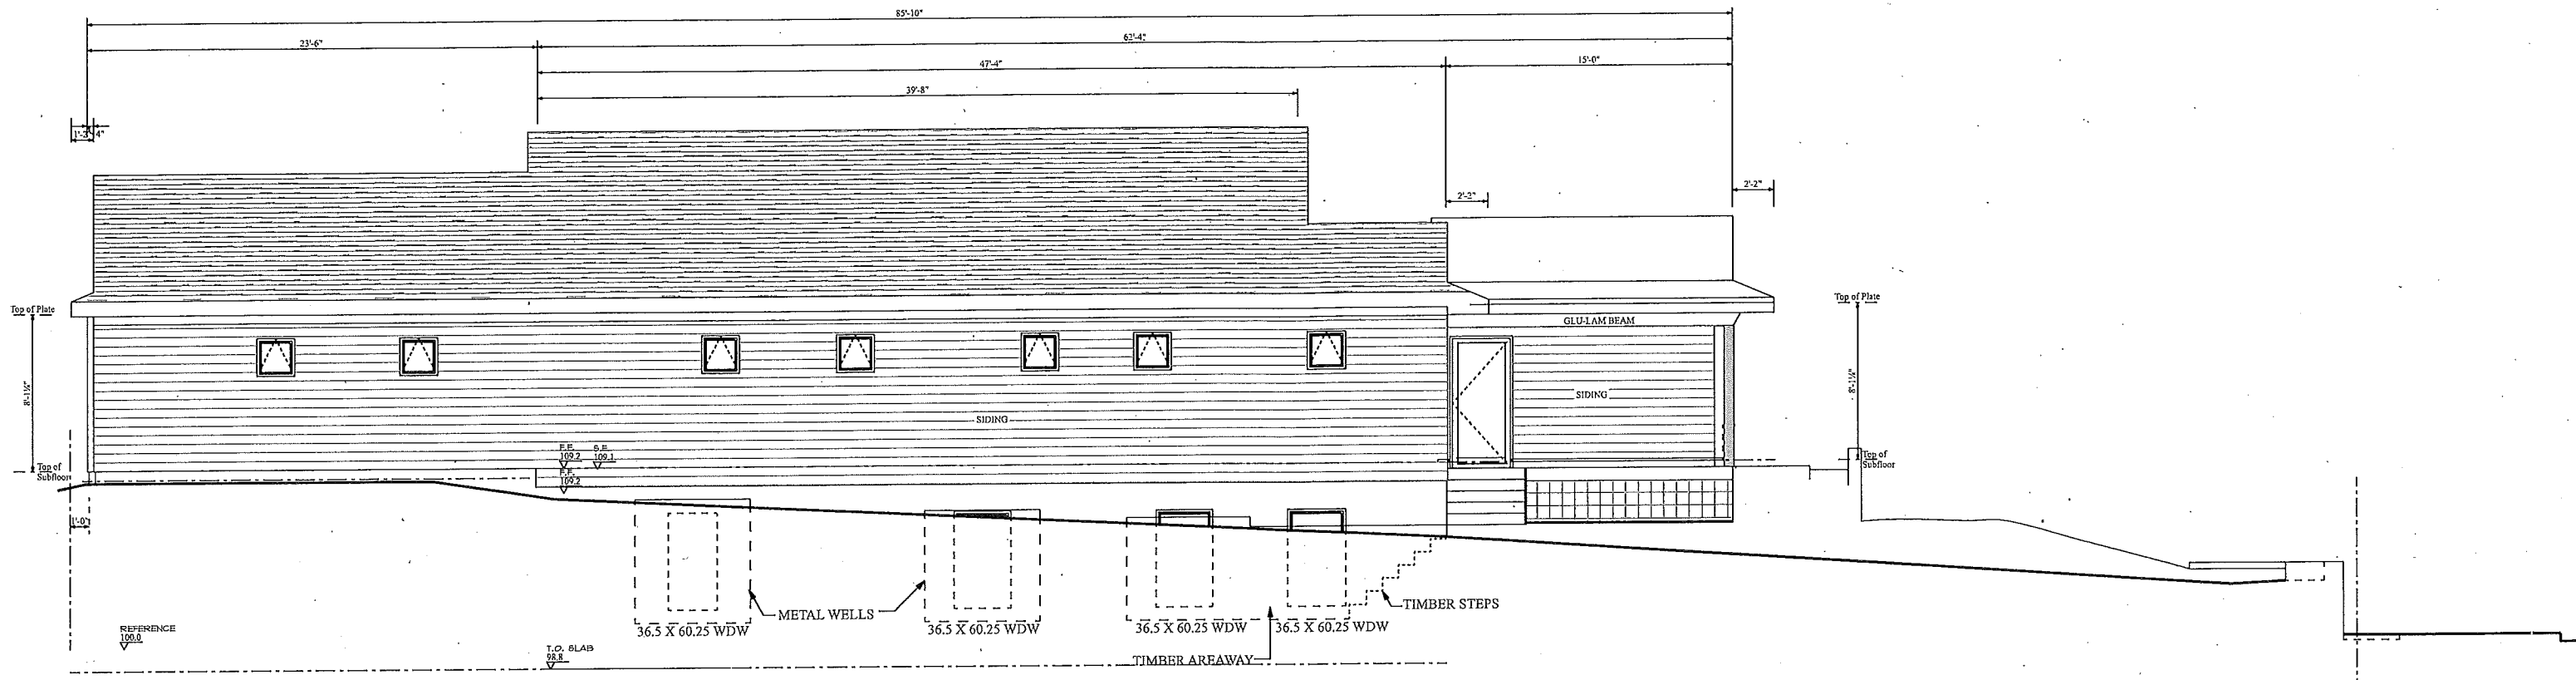 85'-10"
23'-6"
62'-4"
47'-4"
15'-0"
39'-8"
4"
2'-2"
2'-2"
Top of Plate
Top of Plate
GLU-LAM BEAM
8'-1½"
8'-1½"
SIDING
SIDING
F.F.
109.2
109.1
Top of
Subfloor
Top of
Subfloor
F.F.
109.2
1'-0"
METAL WELLS
TIMBER STEPS
36.5 X 60.25 WDW
36.5 X 60.25 WDW
36.5 X 60.25 WDW
36.5 X 60.25 WDW
REFERENCE
100.0
T.O. SLAB
98.8
TIMBER AREAWAY